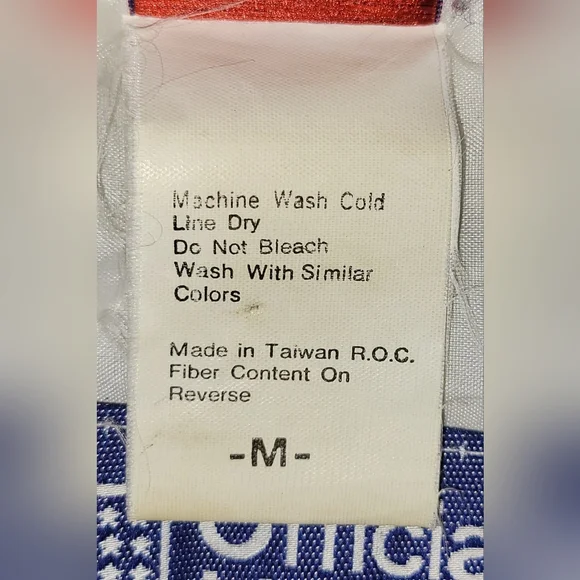 Machine Wash Cold
Line Dry
Do Not Bleach
Wash With Similar
Colors
Made in Taiwan R.O.C.
Fiber Content On
Reverse
-M-